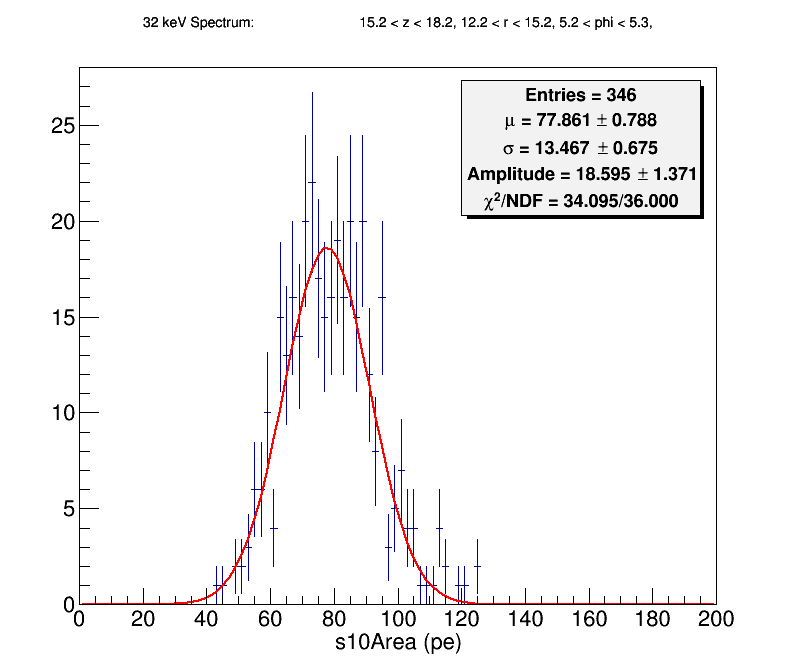 32 keV Spectrum: 15.2 < z < 18.2, 12.2 < r < 15.2, 5.2 < phi < 5.3,
Entries = 346
μ = 77.861 ± 0.788
σ = 13.467 ± 0.675
Amplitude = 18.595 ± 1.371
χ²/NDF = 34.095/36.000
25
20
15
10
5
0
0 20 40 60 80 100 120 140 160 180 200
s10Area (pe)